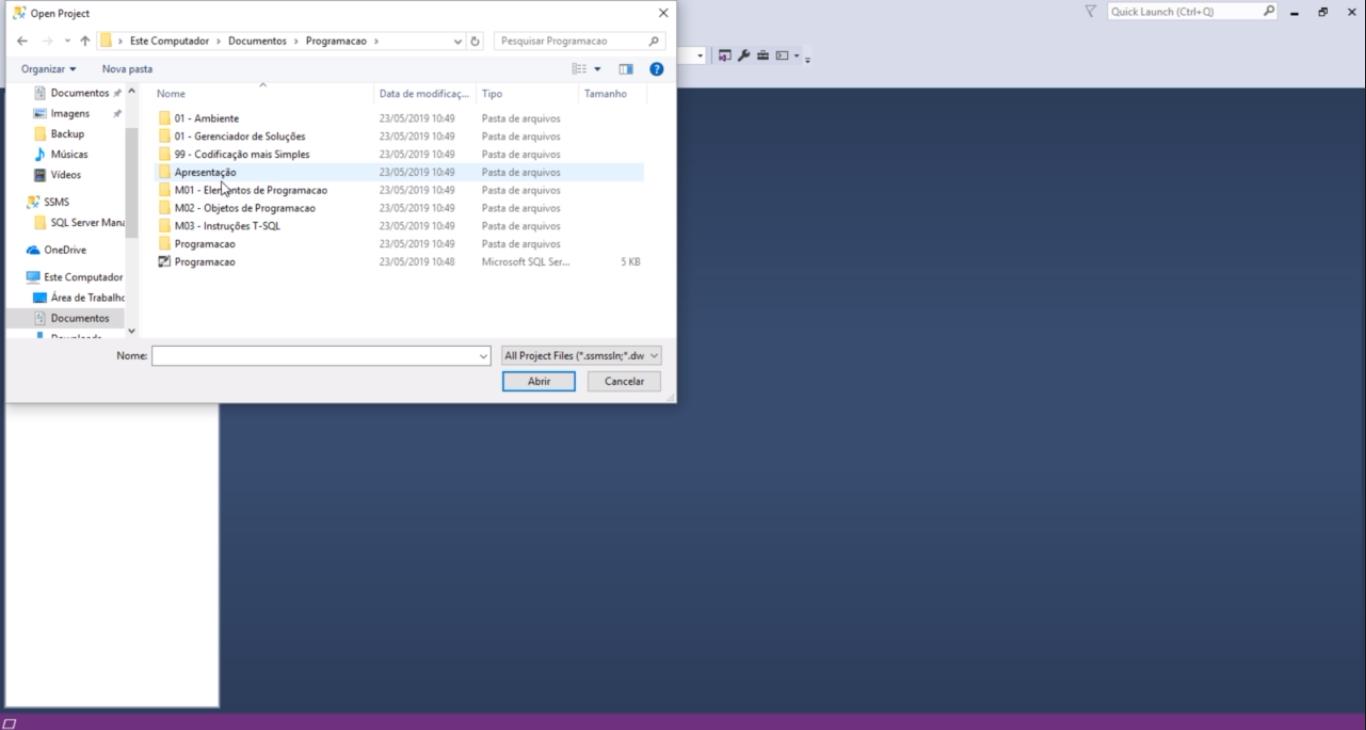 Open Project
Quick Launch (Ctrl+Q)
Este Computador > Documentos > Programacao >
Pesquisar Programacao
Organizar
Nova pasta
Documentos
Imagens
Backup
Músicas
Vídeos
SSMS
SQL Server Mana
OneDrive
Este Computador
Área de Trabalho
Documentos
Downloads
Nome Data de modificaç... Tipo Tamanho
01 - Ambiente 23/05/2019 10:49 Pasta de arquivos
01 - Gerenciador de Soluções 23/05/2019 10:49 Pasta de arquivos
99 - Codificação mais Simples 23/05/2019 10:49 Pasta de arquivos
Apresentação 23/05/2019 10:49 Pasta de arquivos
M01 - Elementos de Programacao 23/05/2019 10:49 Pasta de arquivos
M02 - Objetos de Programacao 23/05/2019 10:49 Pasta de arquivos
M03 - Instruções T-SQL 23/05/2019 10:49 Pasta de arquivos
Programacao 23/05/2019 10:49 Pasta de arquivos
Programacao 23/05/2019 10:48 Microsoft SQL Ser... 5 KB
Nome:
All Project Files (*.ssmssln;*.dw
Abrir
Cancelar